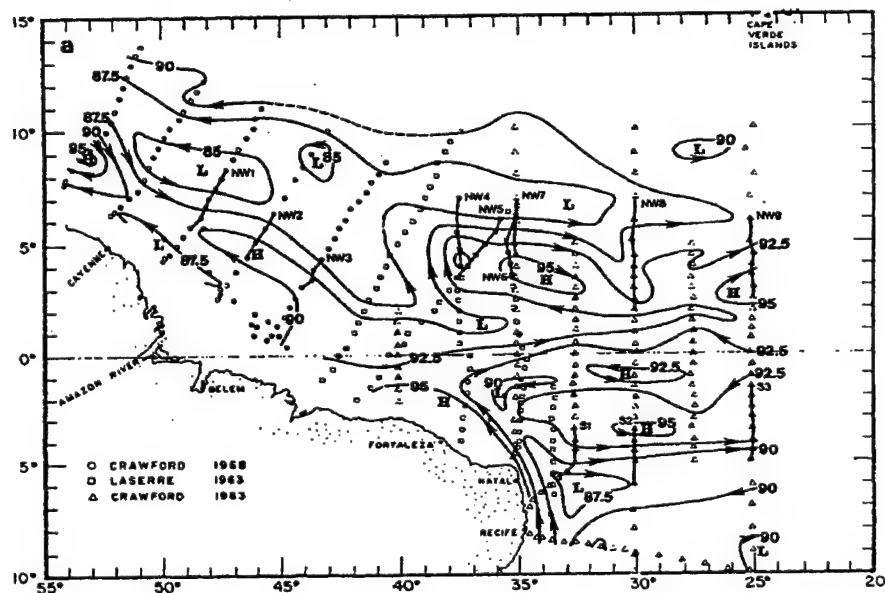 15°
a
90
CAPE
VERDE
ISLANDS
87.5
10°
87.5
90
95
H
85
L
L
85
90
L
NW1
NW4
NW7
L
NW8
NW2
NW5
NW9
5°
L
H
NW3
NW6
95
H
92.5
CAYENNE
87.5
H
95
90
L
0°
92.5
92.5
AMAZON RIVER
95
H
90
L
H
92.5
92.5
S3
BELEM
FORTALEZA
S1
S2
H
95
○ CRAWFORD 1968
□ LASERRE 1963
△ CRAWFORD 1963
90
5°
NATAL
L
87.5
90
RECIFE
90
L
10°
55
50°
45°
40°
35°
30°
25°
20